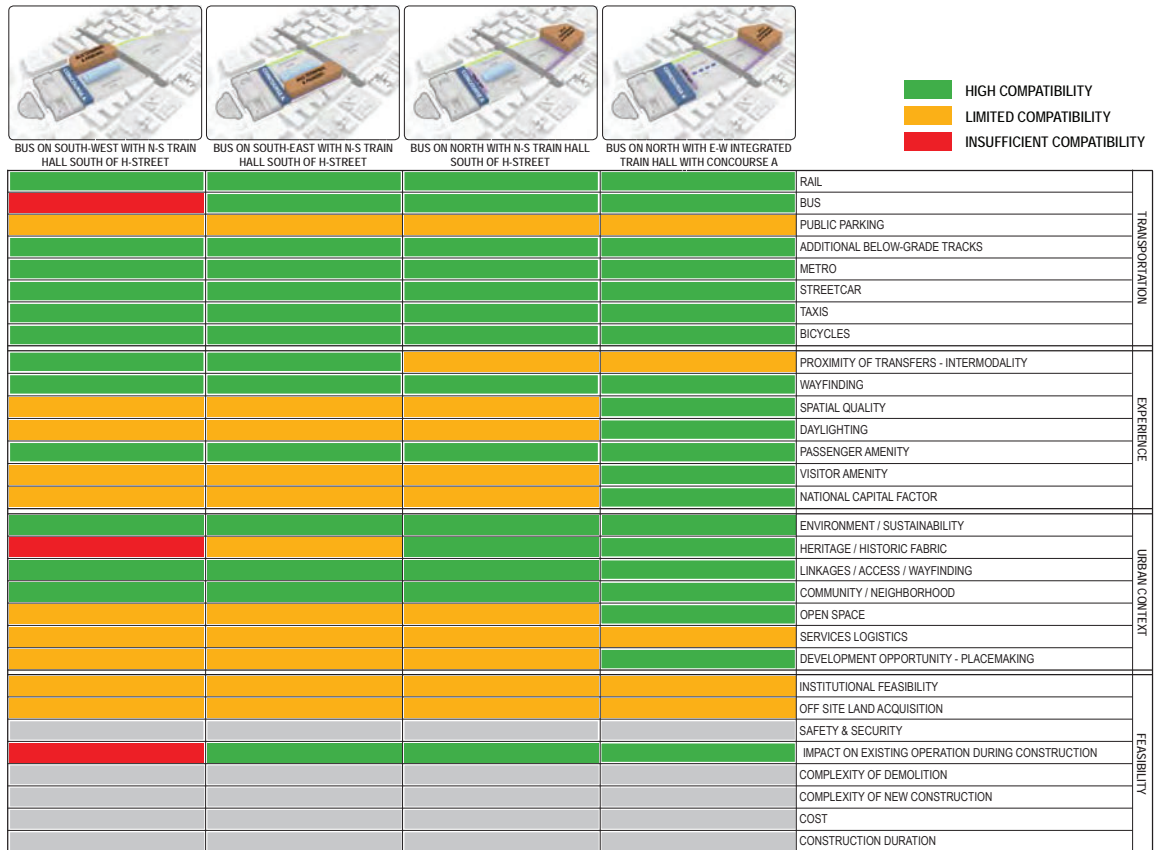 CONCOURSE A
CONCOURSE A
CONCOURSE A
CONCOURSE A
HIGH COMPATIBILITY
LIMITED COMPATIBILITY
INSUFFICIENT COMPATIBILITY
BUS ON SOUTH-WEST WITH N-S TRAIN
HALL SOUTH OF H-STREET
BUS ON SOUTH-EAST WITH N-S TRAIN
HALL SOUTH OF H-STREET
BUS ON NORTH WITH N-S TRAIN HALL
SOUTH OF H-STREET
BUS ON NORTH WITH E-W INTEGRATED
TRAIN HALL WITH CONCOURSE A
RAIL
BUS
PUBLIC PARKING
ADDITIONAL BELOW-GRADE TRACKS
METRO
STREETCAR
TAXIS
BICYCLES
TRANSPORTATION
PROXIMITY OF TRANSFERS - INTERMODALITY
WAYFINDING
SPATIAL QUALITY
DAYLIGHTING
PASSENGER AMENITY
VISITOR AMENITY
NATIONAL CAPITAL FACTOR
EXPERIENCE
ENVIRONMENT / SUSTAINABILITY
HERITAGE / HISTORIC FABRIC
LINKAGES / ACCESS / WAYFINDING
COMMUNITY / NEIGHBORHOOD
OPEN SPACE
SERVICES LOGISTICS
DEVELOPMENT OPPORTUNITY - PLACEMAKING
URBAN CONTEXT
INSTITUTIONAL FEASIBILITY
OFF SITE LAND ACQUISITION
SAFETY & SECURITY
IMPACT ON EXISTING OPERATION DURING CONSTRUCTION
COMPLEXITY OF DEMOLITION
COMPLEXITY OF NEW CONSTRUCTION
COST
CONSTRUCTION DURATION
FEASIBILITY